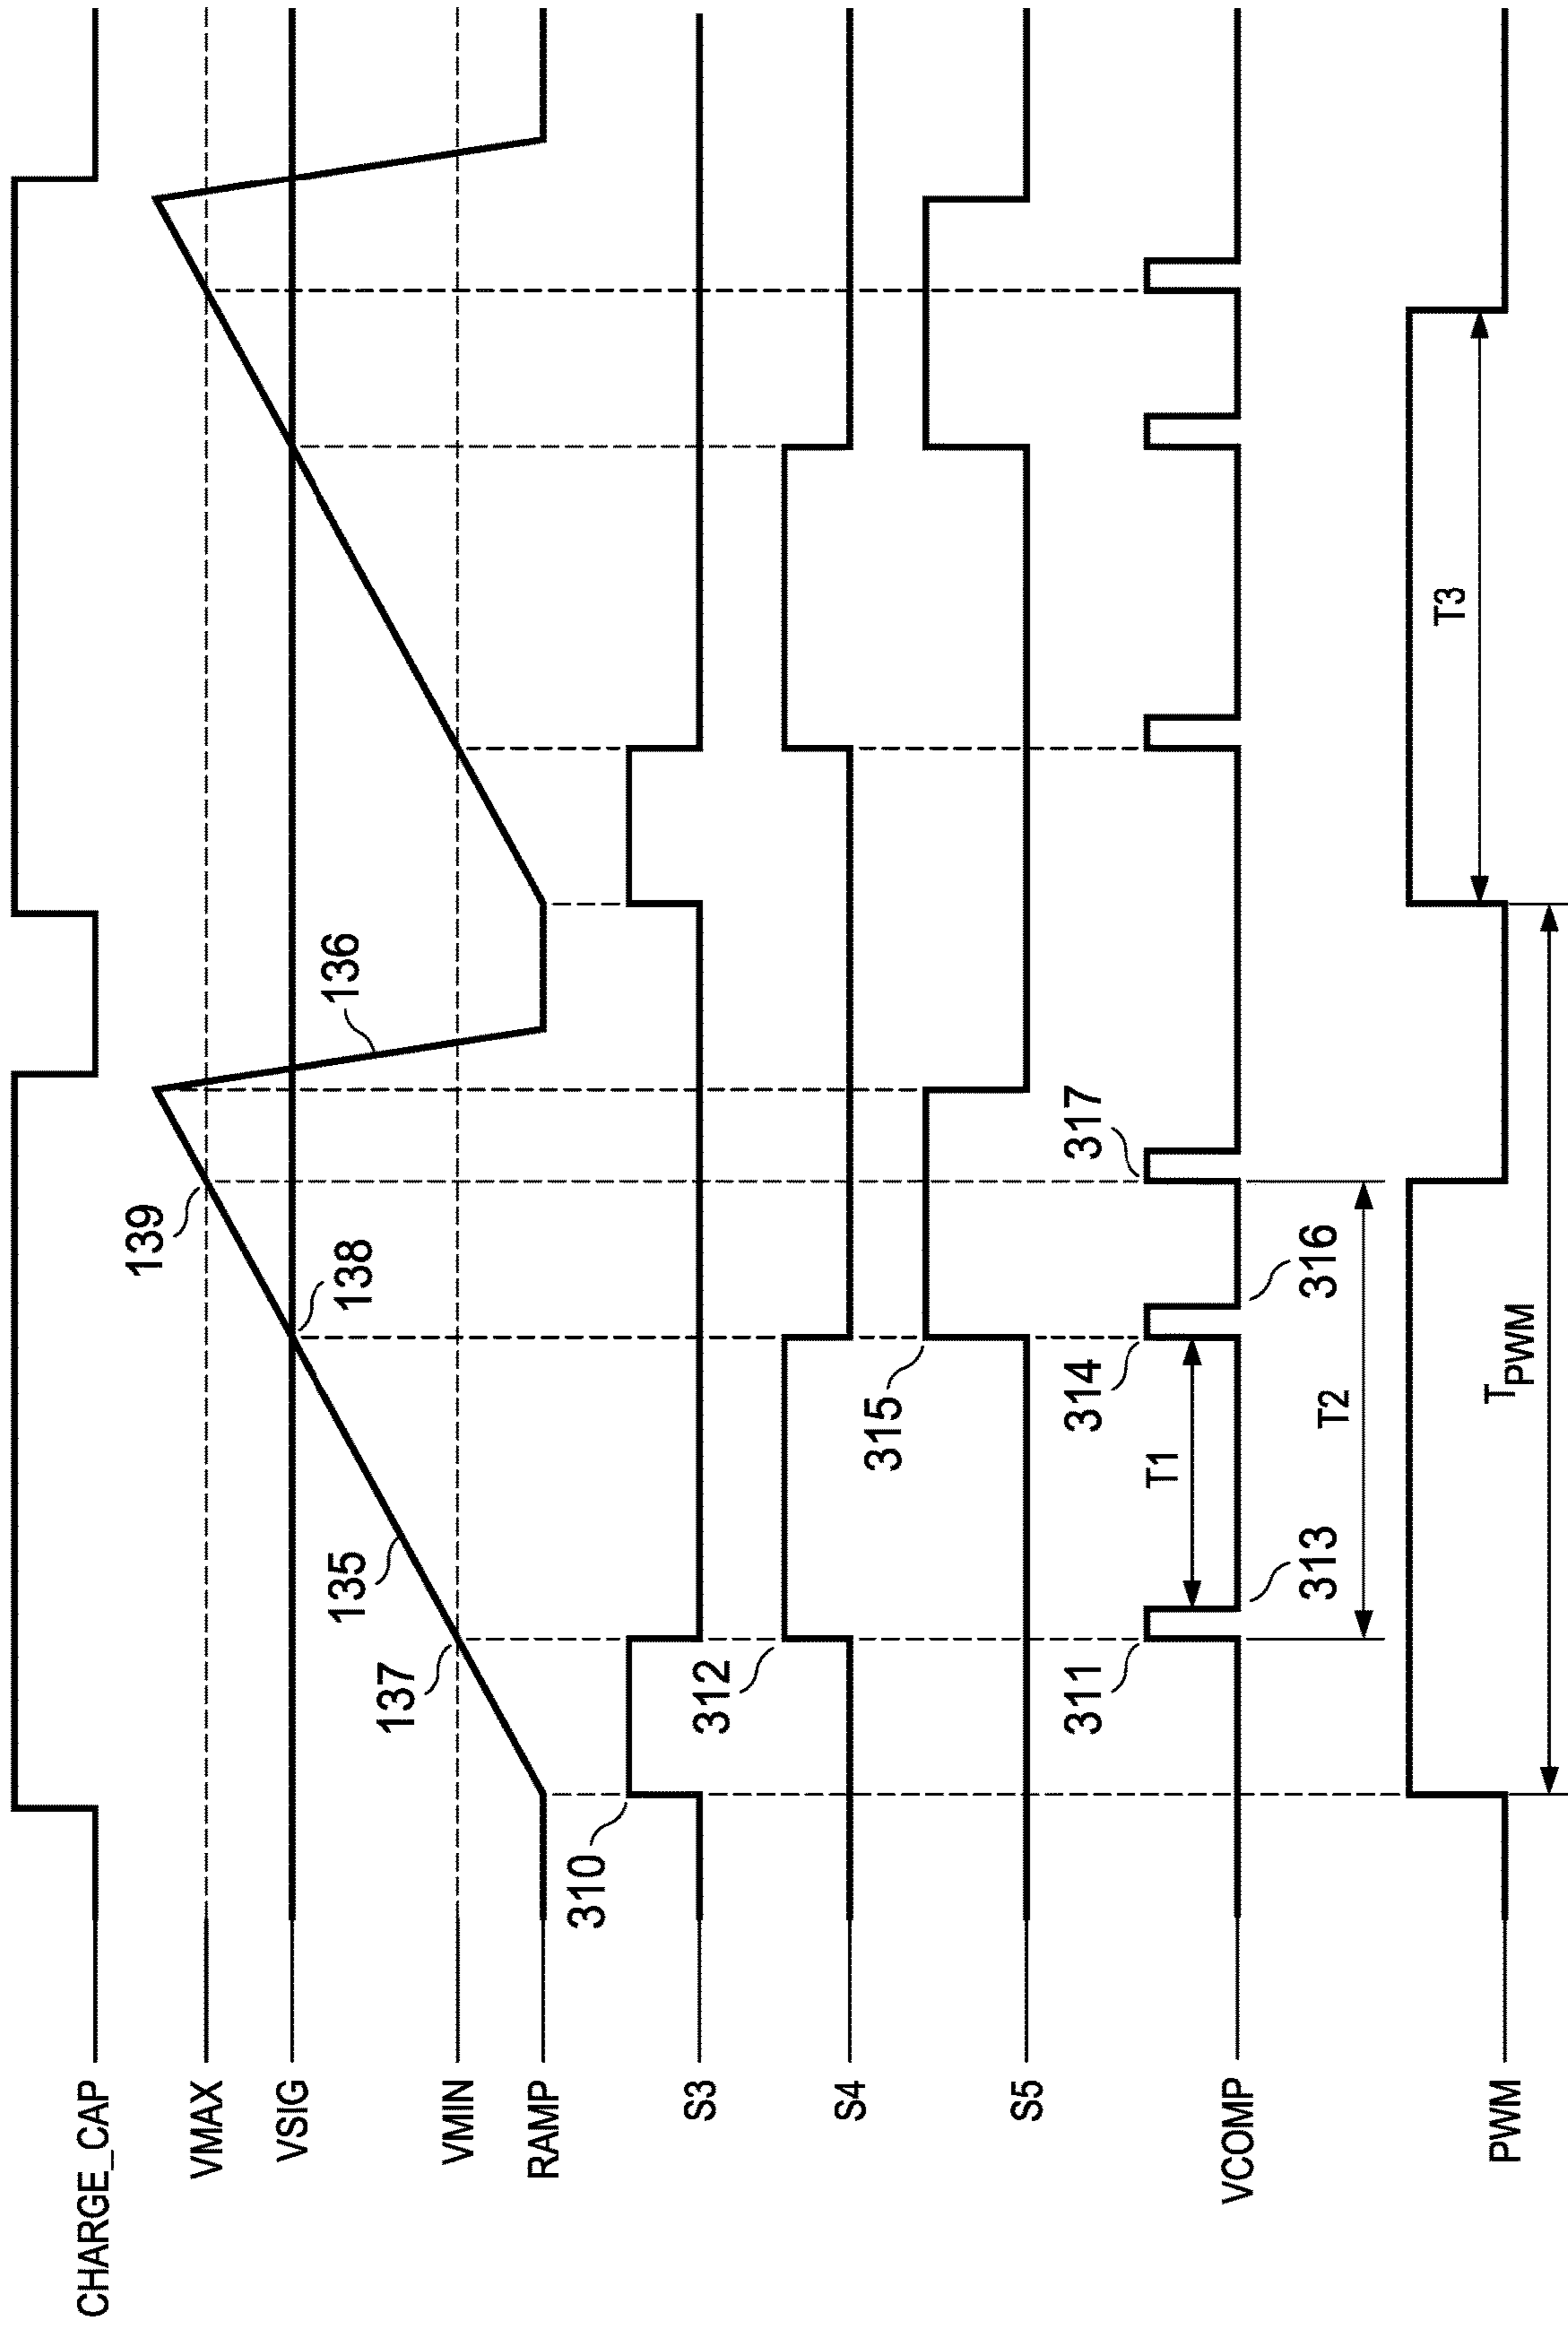 CHARGE_CAP
VMAX
139
VSIG
138
136
VMIN
137
135
RAMP
310
S3
312
S4
315
S5
311
T1
314
317
VCOMP
313
316
T2
T3
PWM
TPWM